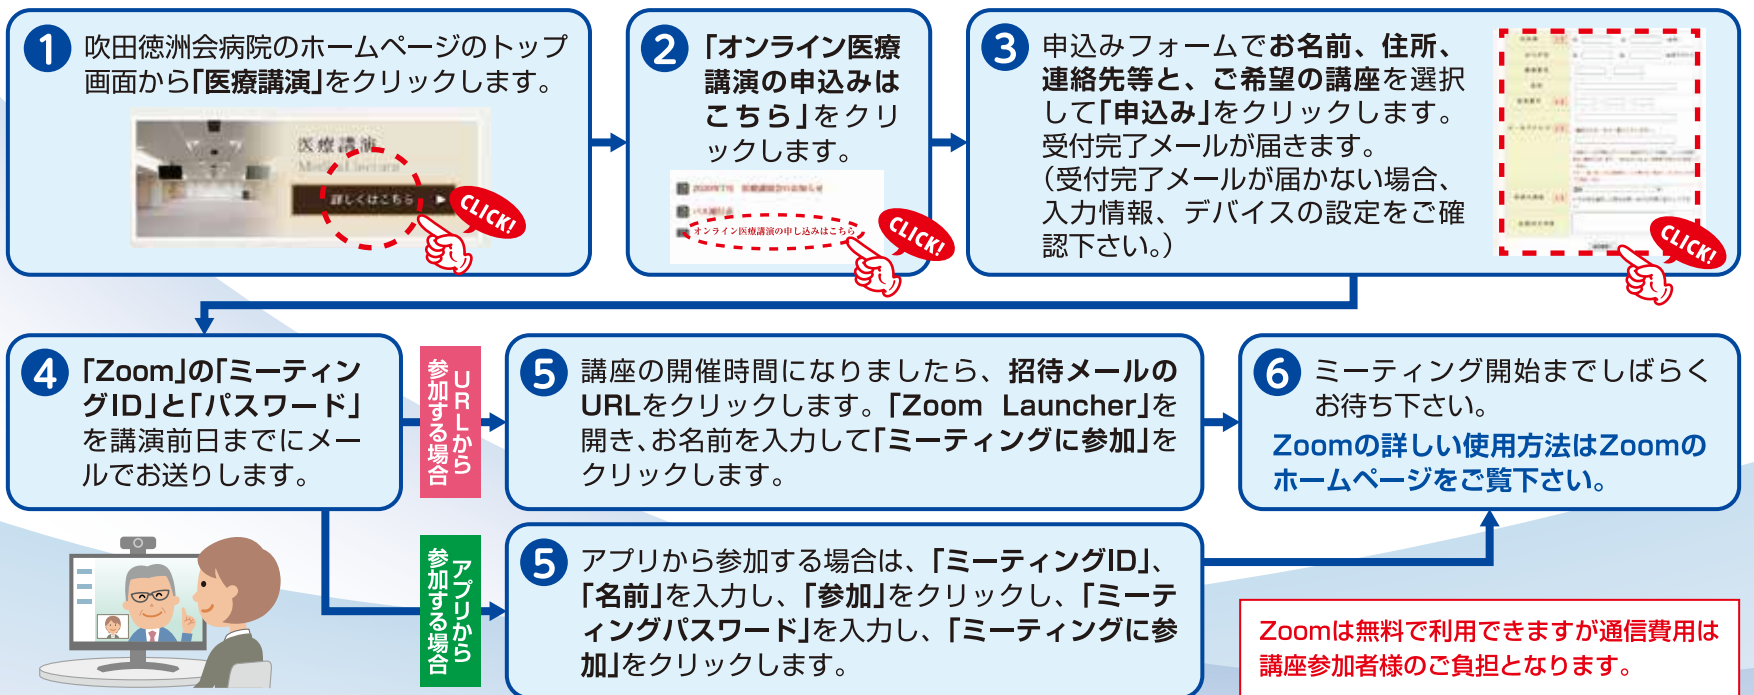 1 吹田徳洲会病院のホームページのトップ
画面から「医療講演」をクリックします。
医療講演
詳しくはこちら
CLICK!
2 「オンライン医療
講演の申込みは
こちら」をクリ
ックします。
オンライン医療講演の申し込みはこちら
CLICK!
3 申込みフォームでお名前、住所、
連絡先等と、ご希望の講座を選択
して「申込み」をクリックします。
受付完了メールが届きます。
（受付完了メールが届かない場合、
入力情報、デバイスの設定をご確
認下さい。）
CLICK!
4 「Zoom」の「ミーティン
グID」と「パスワード」
を講演前日までにメー
ルでお送りします。
URLから
参加する場合
5 講座の開催時間になりましたら、招待メールの
URLをクリックします。「Zoom Launcher」を
開き、お名前を入力して「ミーティングに参加」を
クリックします。
アプリから
参加する場合
5 アプリから参加する場合は、「ミーティングID」、
「名前」を入力し、「参加」をクリックし、「ミーテ
ィングパスワード」を入力し、「ミーティングに参
加」をクリックします。
6 ミーティング開始までしばらく
お待ち下さい。
Zoomの詳しい使用方法はZoomの
ホームページをご覧下さい。
Zoomは無料で利用できますが通信費用は
講座参加者様のご負担となります。